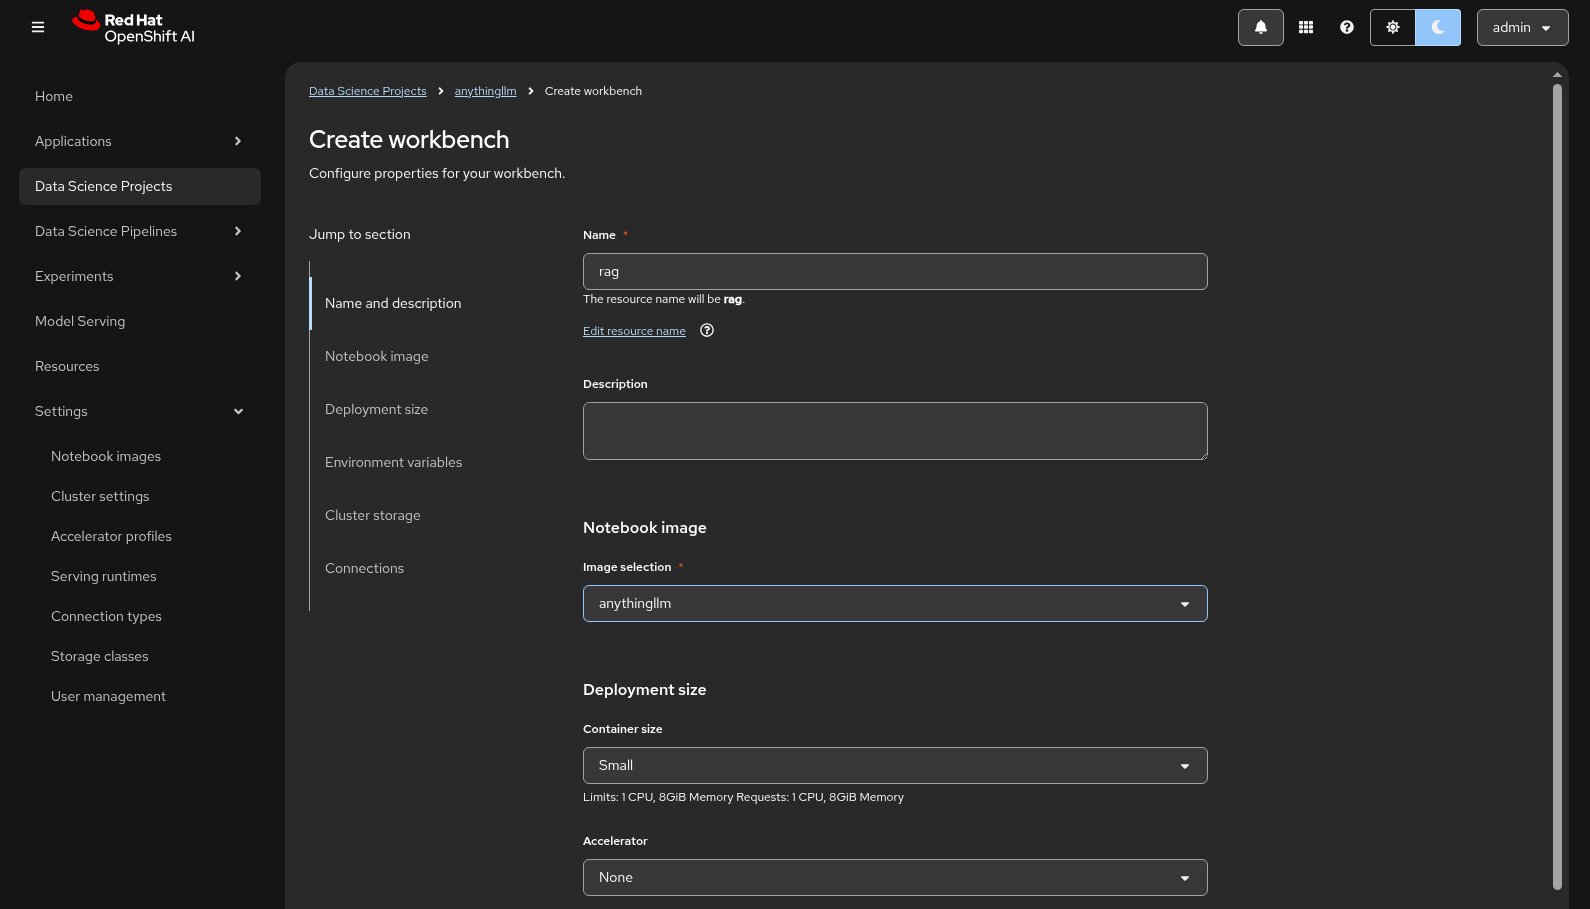 Red Hat
OpenShift AI
admin
Home
Applications
Data Science Projects
Data Science Pipelines
Experiments
Model Serving
Resources
Settings
Notebook images
Cluster settings
Accelerator profiles
Serving runtimes
Connection types
Storage classes
User management
Data Science Projects > anythingllm > Create workbench
Create workbench
Configure properties for your workbench.
Jump to section
Name and description
Notebook image
Deployment size
Environment variables
Cluster storage
Connections
Name *
rag
The resource name will be rag.
Edit resource name
Description
Notebook image
Image selection *
anythingllm
Deployment size
Container size
Small
Limits: 1 CPU, 8GiB Memory Requests: 1 CPU, 8GiB Memory
Accelerator
None